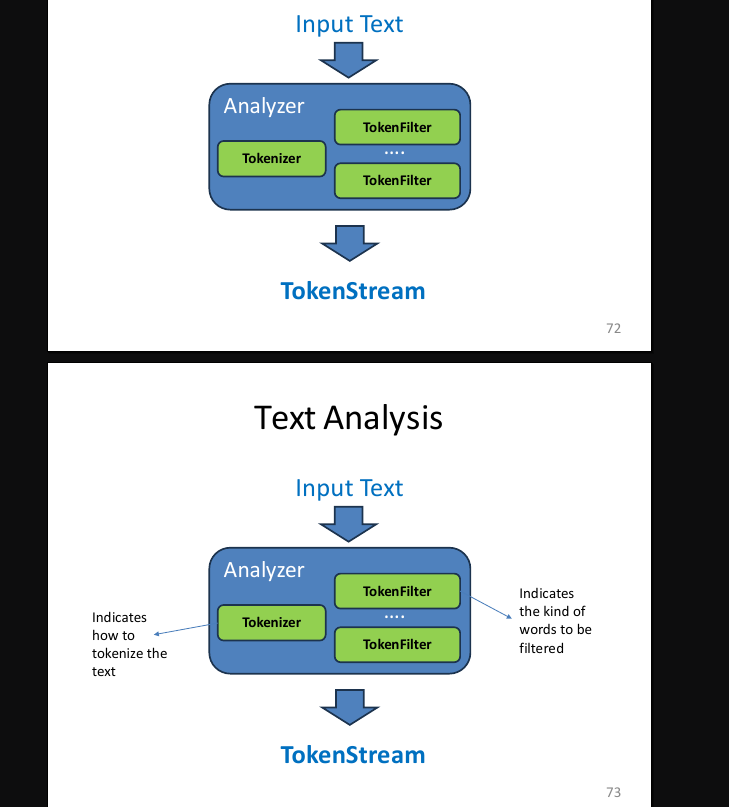 Input Text
Analyzer
TokenFilter
Tokenizer
....
TokenFilter
TokenStream
72
Text Analysis
Input Text
Analyzer
TokenFilter
Tokenizer
....
TokenFilter
Indicates
how to
tokenize the
text
Indicates
the kind of
words to be
filtered
TokenStream
73